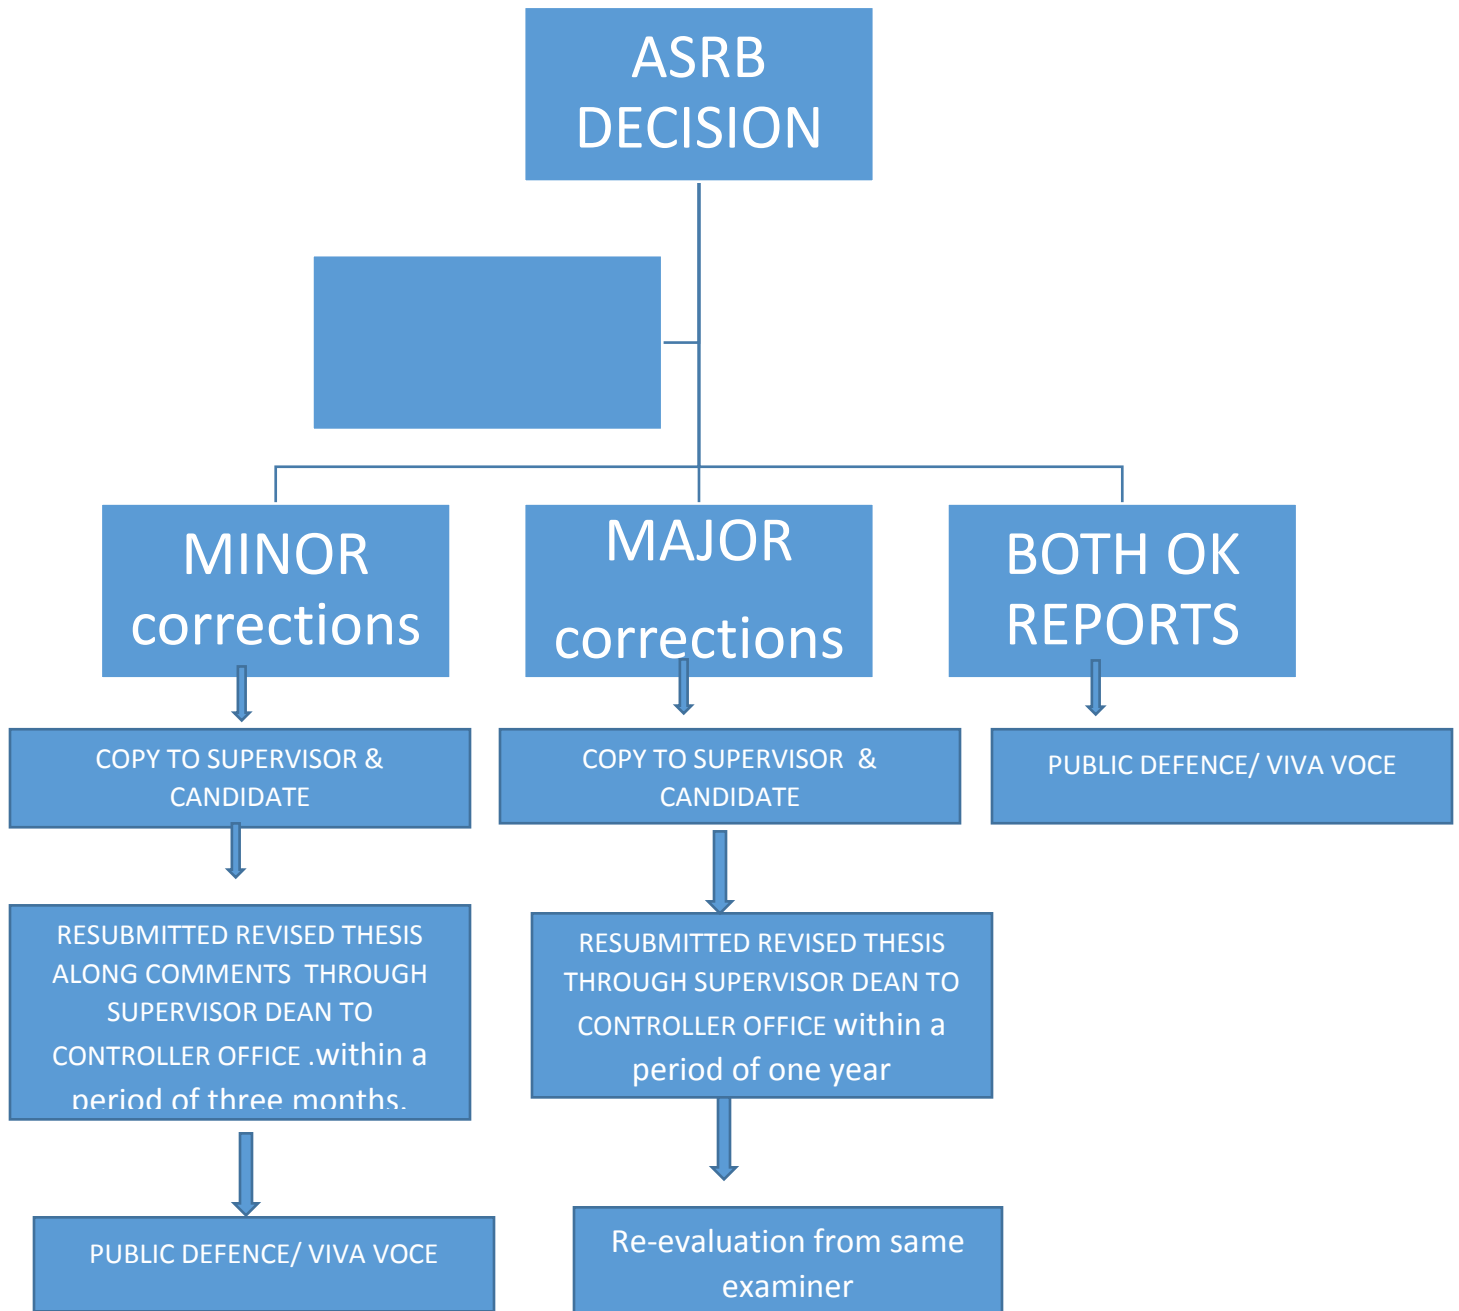 ASRB
DECISION
MINOR
corrections
MAJOR
corrections
BOTH OK
REPORTS
COPY TO SUPERVISOR &
CANDIDATE
COPY TO SUPERVISOR &
CANDIDATE
PUBLIC DEFENCE/ VIVA VOCE
RESUBMITTED REVISED THESIS
ALONG COMMENTS THROUGH
SUPERVISOR DEAN TO
CONTROLLER OFFICE .within a
period of three months.
RESUBMITTED REVISED THESIS
THROUGH SUPERVISOR DEAN TO
CONTROLLER OFFICE within a
period of one year
PUBLIC DEFENCE/ VIVA VOCE
Re-evaluation from same
examiner